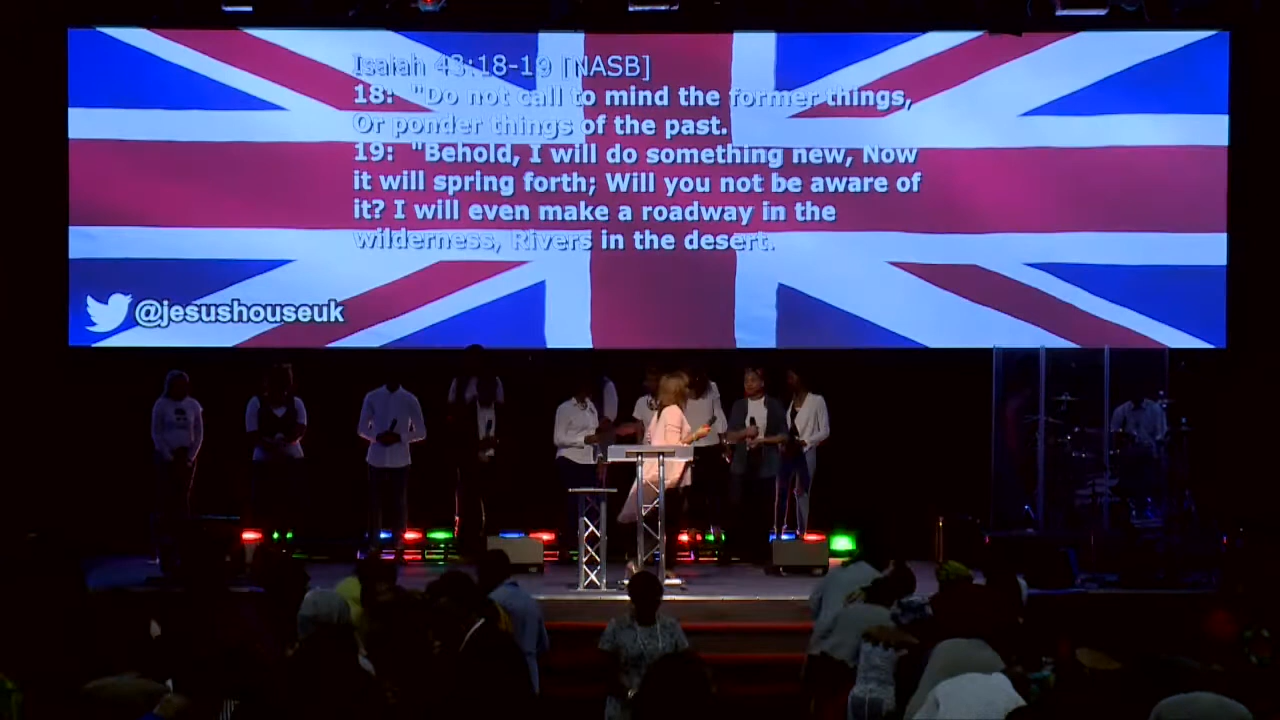 Isaiah 43:18-19 [NASB]
18: "Do not call to mind the former things,
Or ponder things of the past.
19: "Behold, I will do something new, Now
it will spring forth; Will you not be aware of
it? I will even make a roadway in the
wilderness, Rivers in the desert.
@jesushouseuk